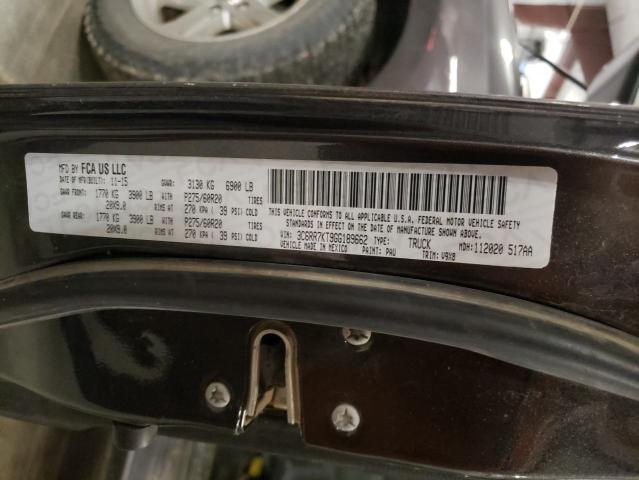 MFD BY FCA US LLC
DATE OF MFR(BUILT): 11-15 GVWR: 3130 KG 6900 LB
GAWR FRONT: 1770 KG 3900 LB WITH P275/60R20 TIRES
20X9.0 RIMS AT 270 KPA ( 39 PSI) COLD
GAWR REAR: 1770 KG 3900 LB WITH P275/60R20 TIRES
20X9.0 RIMS AT 270 KPA ( 39 PSI) COLD
THIS VEHICLE CONFORMS TO ALL APPLICABLE U.S.A. FEDERAL MOTOR VEHICLE SAFETY
STANDARDS IN EFFECT ON THE DATE OF MANUFACTURE SHOWN ABOVE.
VIN: 3C6RR7KT9GG189662 TYPE: TRUCK MDH: 112020 517AA
VEHICLE MADE IN MEXICO PAINT: PAU TRIM: V9X8